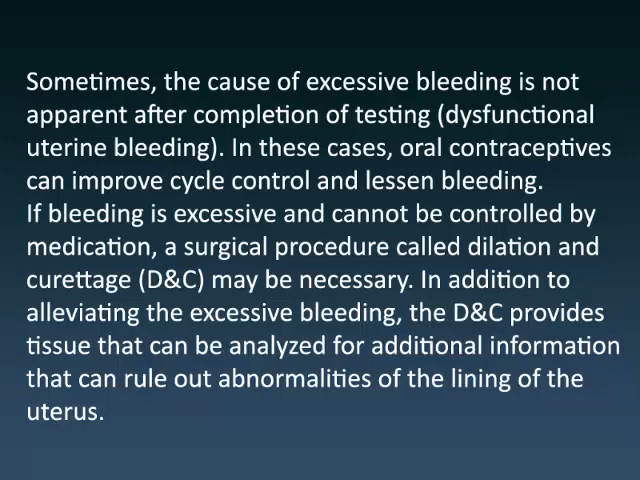 Sometimes, the cause of excessive bleeding is not
apparent after completion of testing (dysfunctional
uterine bleeding). In these cases, oral contraceptives
can improve cycle control and lessen bleeding.
If bleeding is excessive and cannot be controlled by
medication, a surgical procedure called dilation and
curettage (D&C) may be necessary. In addition to
alleviating the excessive bleeding, the D&C provides
tissue that can be analyzed for additional information
that can rule out abnormalities of the lining of the
uterus.